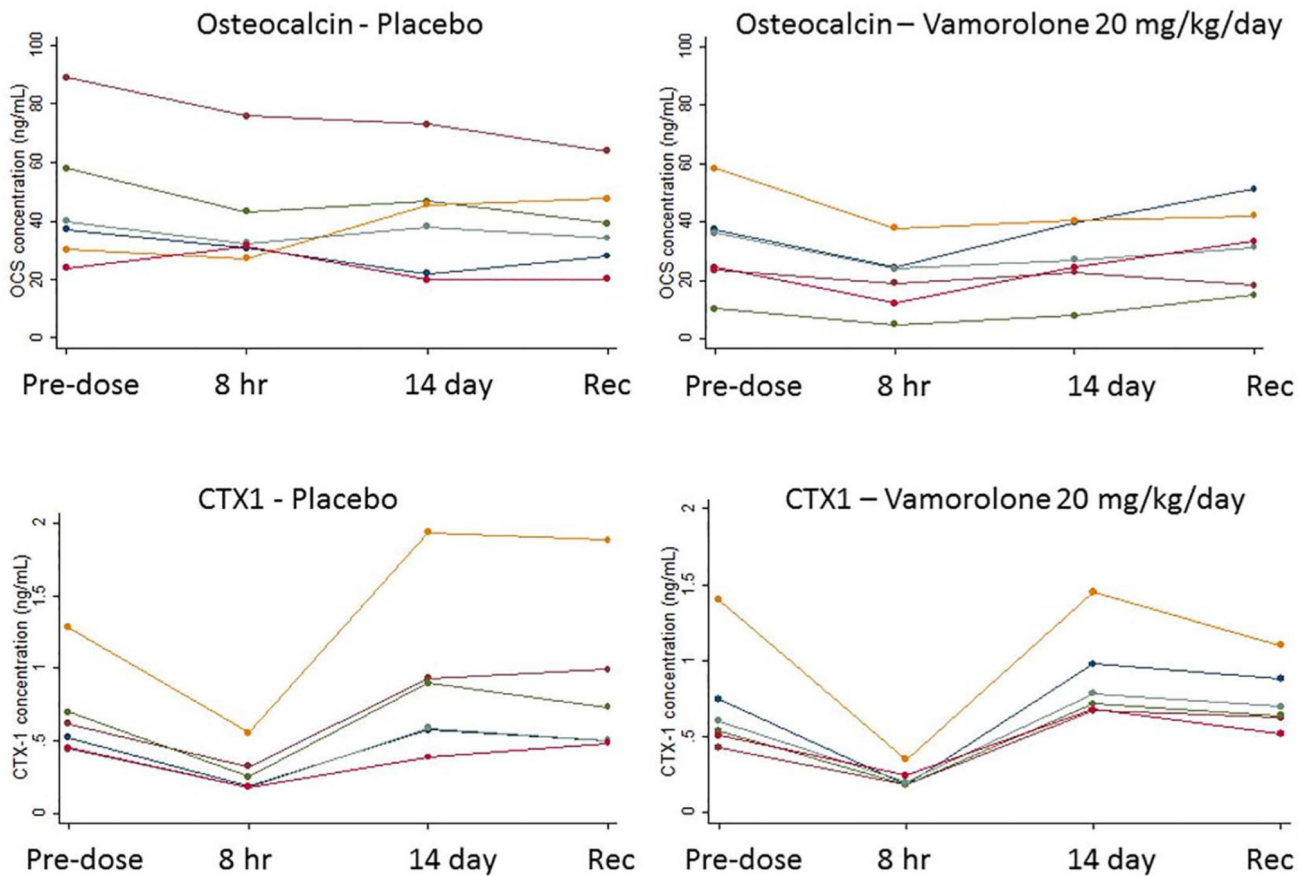 Osteocalcin - Placebo
OCS concentration (ng/mL)
100
80
60
40
20
0
Pre-dose 8 hr 14 day Rec
Osteocalcin – Vamorolone 20 mg/kg/day
OCS concentration (ng/mL)
100
80
60
40
20
0
Pre-dose 8 hr 14 day Rec
CTX1 - Placebo
CTX-1 concentration (ng/mL)
2
1.5
1
.5
0
Pre-dose 8 hr 14 day Rec
CTX1 – Vamorolone 20 mg/kg/day
CTX-1 concentration (ng/mL)
2
1.5
1
.5
0
Pre-dose 8 hr 14 day Rec